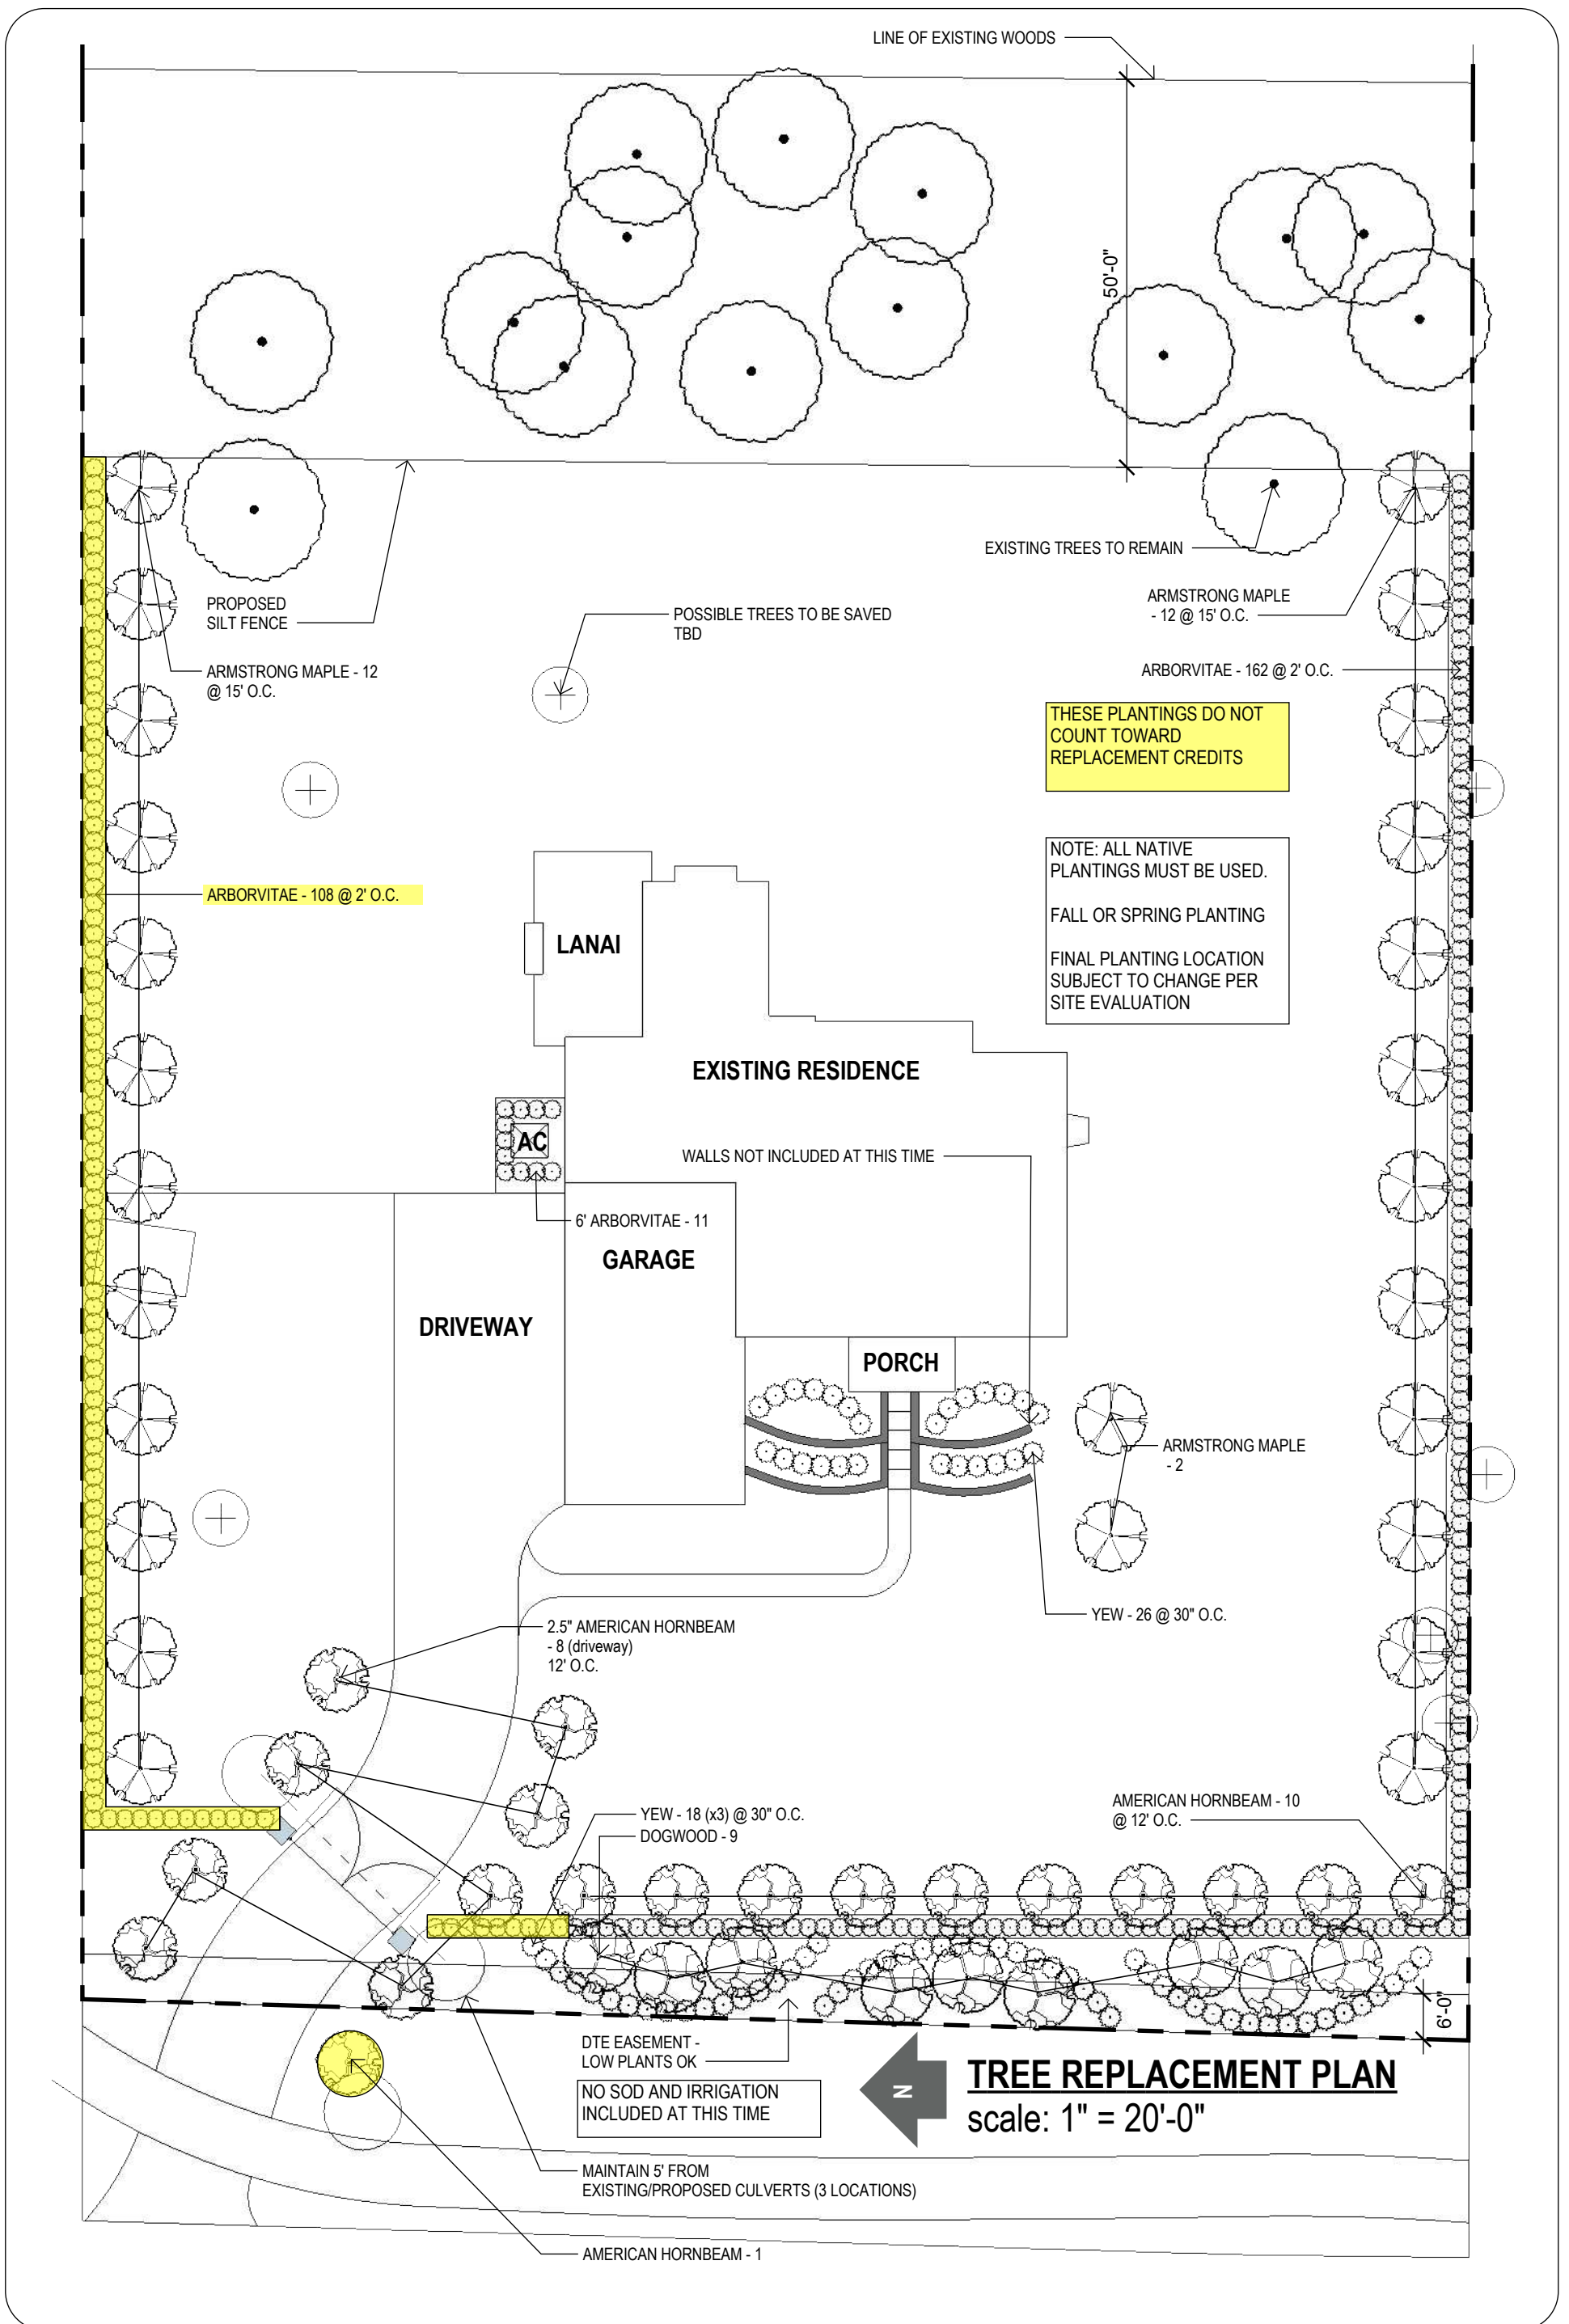 LINE OF EXISTING WOODS
50'-0"
EXISTING TREES TO REMAIN
PROPOSED
SILT FENCE
ARMSTRONG MAPLE
- 12 @ 15' O.C.
POSSIBLE TREES TO BE SAVED
TBD
ARMSTRONG MAPLE - 12
@ 15' O.C.
ARBORVITAE - 162 @ 2' O.C.
THESE PLANTINGS DO NOT
COUNT TOWARD
REPLACEMENT CREDITS
NOTE: ALL NATIVE
PLANTINGS MUST BE USED.
FALL OR SPRING PLANTING
FINAL PLANTING LOCATION
SUBJECT TO CHANGE PER
SITE EVALUATION
ARBORVITAE - 108 @ 2' O.C.
LANAI
EXISTING RESIDENCE
AC
WALLS NOT INCLUDED AT THIS TIME
6' ARBORVITAE - 11
GARAGE
DRIVEWAY
PORCH
ARMSTRONG MAPLE
- 2
YEW - 26 @ 30" O.C.
2.5" AMERICAN HORNBEAM
- 8 (driveway)
12' O.C.
YEW - 18 (x3) @ 30" O.C.
DOGWOOD - 9
AMERICAN HORNBEAM - 10
@ 12' O.C.
6'-0"
DTE EASEMENT -
LOW PLANTS OK
NO SOD AND IRRIGATION
INCLUDED AT THIS TIME
N
TREE REPLACEMENT PLAN
scale: 1" = 20'-0"
MAINTAIN 5' FROM
EXISTING/PROPOSED CULVERTS (3 LOCATIONS)
AMERICAN HORNBEAM - 1